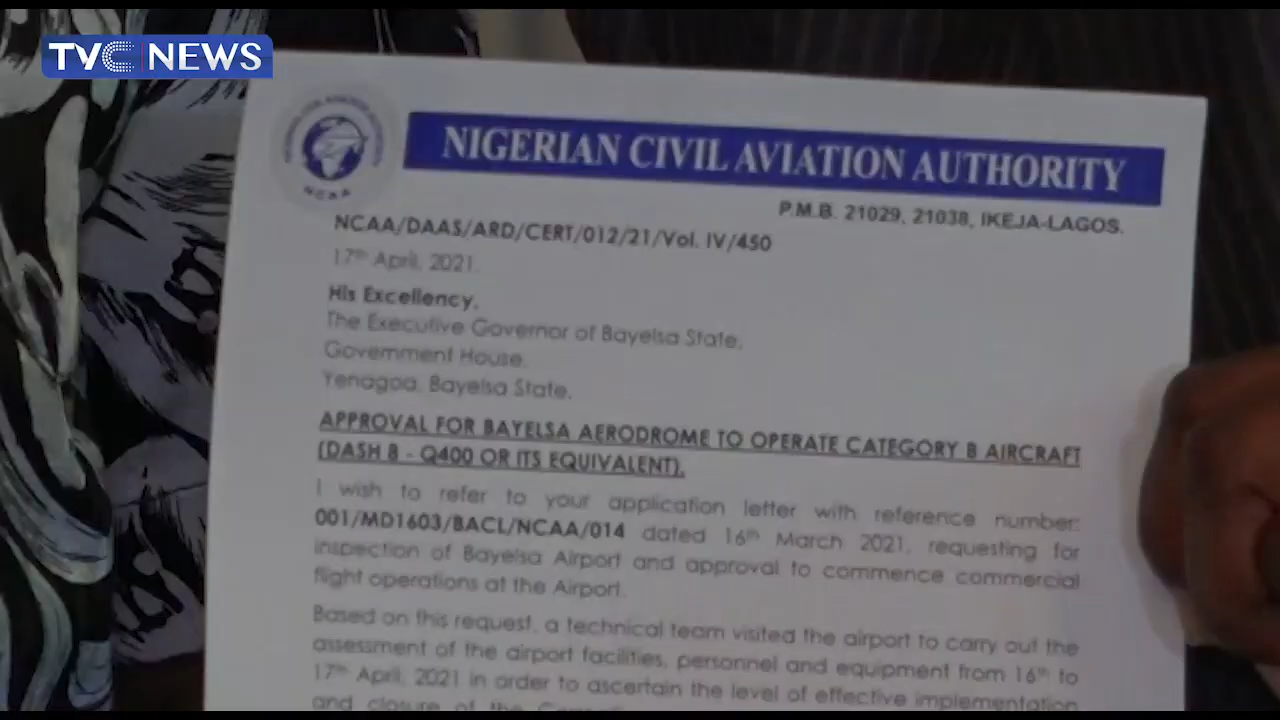 TVC NEWS
NIGERIAN CIVIL AVIATION AUTHORITY
NCAA
P.M.B. 21029, 21038, IKEJA-LAGOS.
NCAA/DAAS/ARD/CERT/012/21/Vol. IV/450
17th April, 2021.
His Excellency,
The Executive Governor of Bayelsa State,
Government House,
Yenagoa, Bayelsa State.
APPROVAL FOR BAYELSA AERODROME TO OPERATE CATEGORY B AIRCRAFT
(DASH 8 - Q400 OR ITS EQUIVALENT).
I wish to refer to your application letter with reference number:
001/MD1603/BACL/NCAA/014 dated 16th March 2021, requesting for
inspection of Bayelsa Airport and approval to commence commercial
flight operations at the Airport.
Based on this request, a technical team visited the airport to carry out the
assessment of the airport facilities, personnel and equipment from 16th to
17th April, 2021 in order to ascertain the level of effective implementation
and closure of the